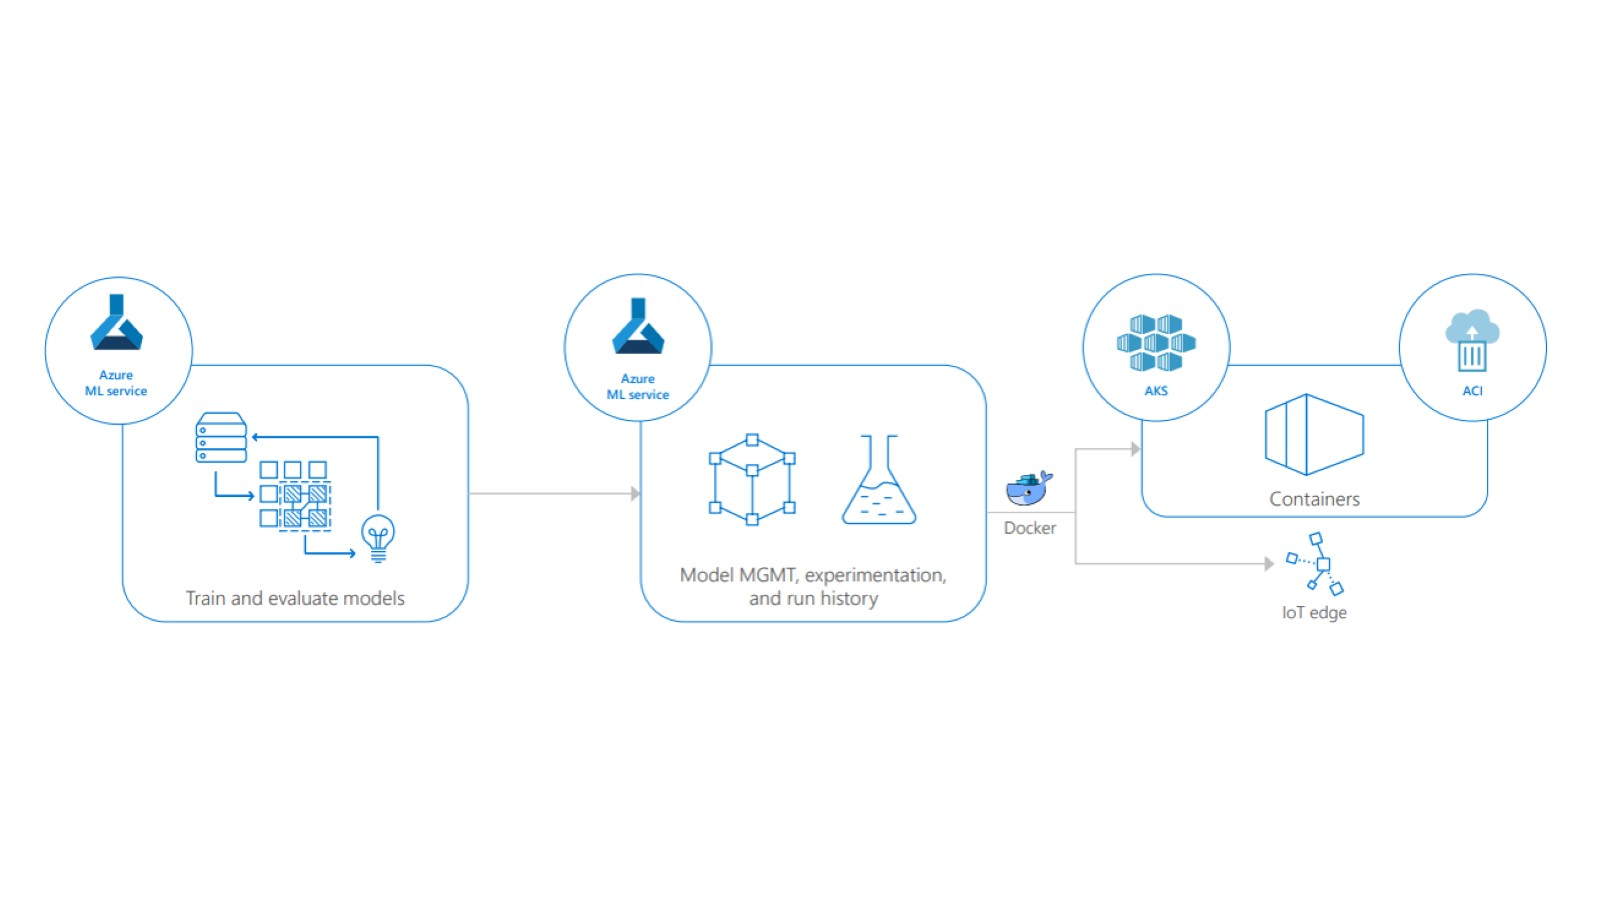 Azure
ML service
Train and evaluate models
Azure
ML service
Model MGMT, experimentation,
and run history
Docker
AKS
ACI
Containers
IoT edge